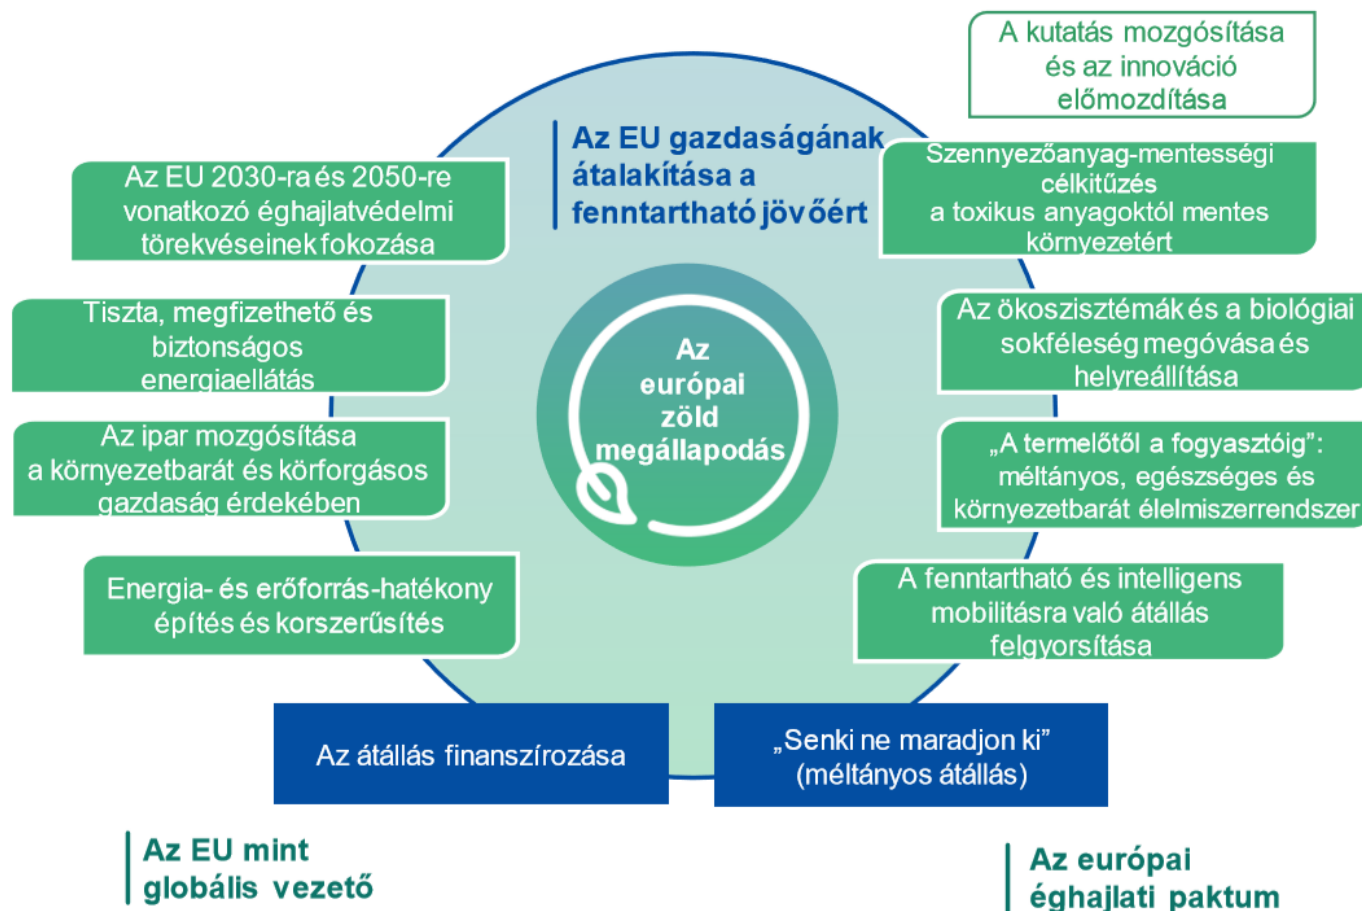 A kutatás mozgósítása
és az innováció
előmozdítása
Az EU gazdaságának
átalakítása a
fenntartható jövőért
Az EU 2030-ra és 2050-re
vonatkozó éghajlatvédelmi
törekvéseinek fokozása
Szennyezőanyag-mentességi
célkitűzés
a toxikus anyagoktól mentes
környezetért
Tiszta, megfizethető és
biztonságos
energiaellátás
Az ökoszisztémák és a biológiai
sokféleség megóvása és
helyreállítása
Az
európai
zöld
megállapodás
Az ipar mozgósítása
a környezetbarát és körforgásos
gazdaság érdekében
„A termelőtől a fogyasztóig”:
méltányos, egészséges és
környezetbarát élelmiszerrendszer
Energia- és erőforrás-hatékony
építés és korszerűsítés
A fenntartható és intelligens
mobilitásra való átállás
felgyorsítása
Az átállás finanszírozása
„Senki ne maradjon ki”
(méltányos átállás)
Az EU mint
globális vezető
Az európai
éghajlati paktum